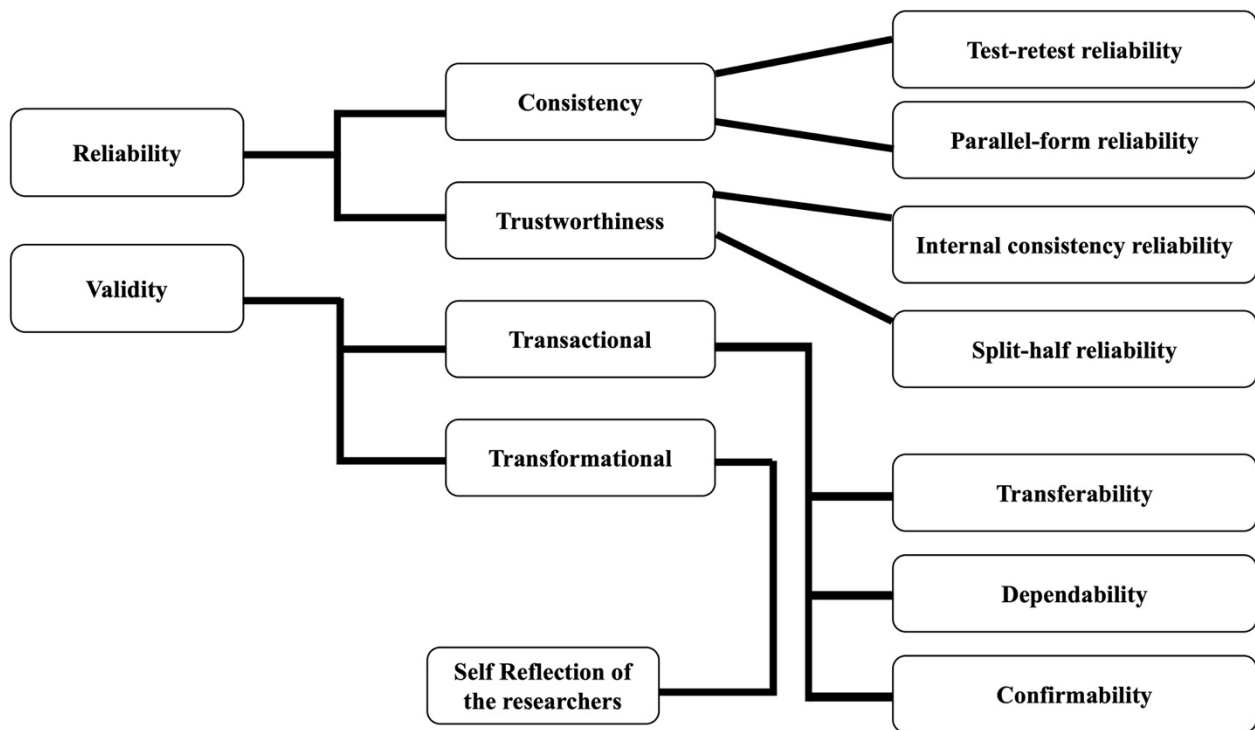 Reliability
Validity
Consistency
Trustworthiness
Transactional
Transformational
Self Reflection of
the researchers
Test-retest reliability
Parallel-form reliability
Internal consistency reliability
Split-half reliability
Transferability
Dependability
Confirmability